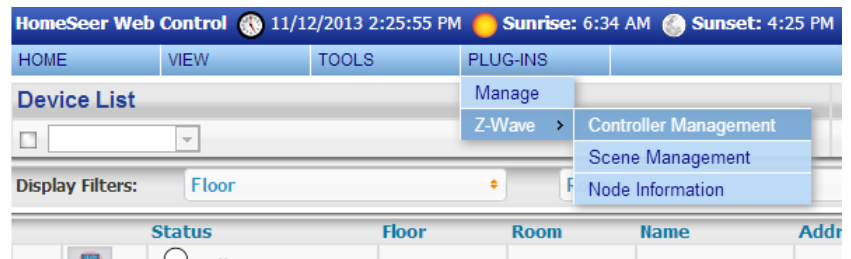 HomeSeer Web Control 11/12/2013 2:25:55 PM Sunrise: 6:34 AM Sunset: 4:25 PM
HOME VIEW TOOLS PLUG-INS
Device List Manage
Z-Wave > Controller Management
Scene Management
Display Filters: Floor Node Information
Status Floor Room Name Addr